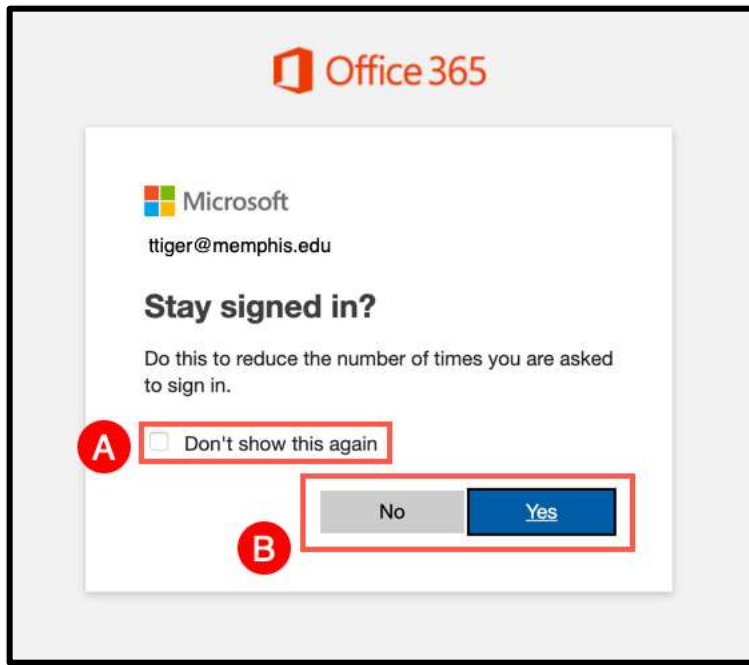 Office 365
Microsoft
ttiger@memphis.edu
Stay signed in?
Do this to reduce the number of times you are asked
to sign in.
A
Don't show this again
No
Yes
B